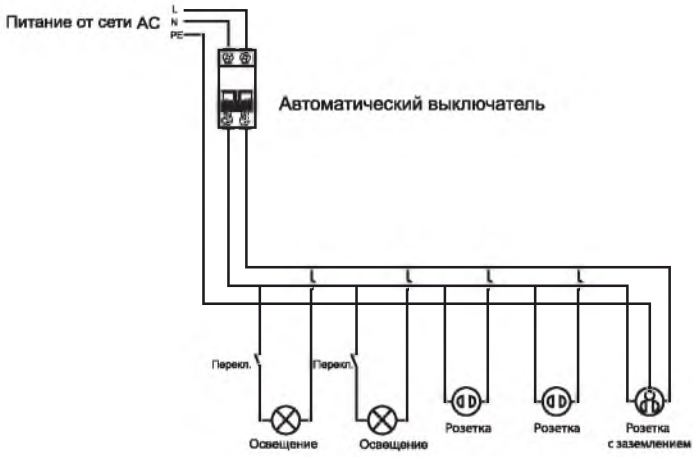 L
Питание от сети AC N
PE
Автоматический выключатель
L L L L
Перекл. Перекл.
Освещение Освещение Розетка Розетка Розетка
с заземлением